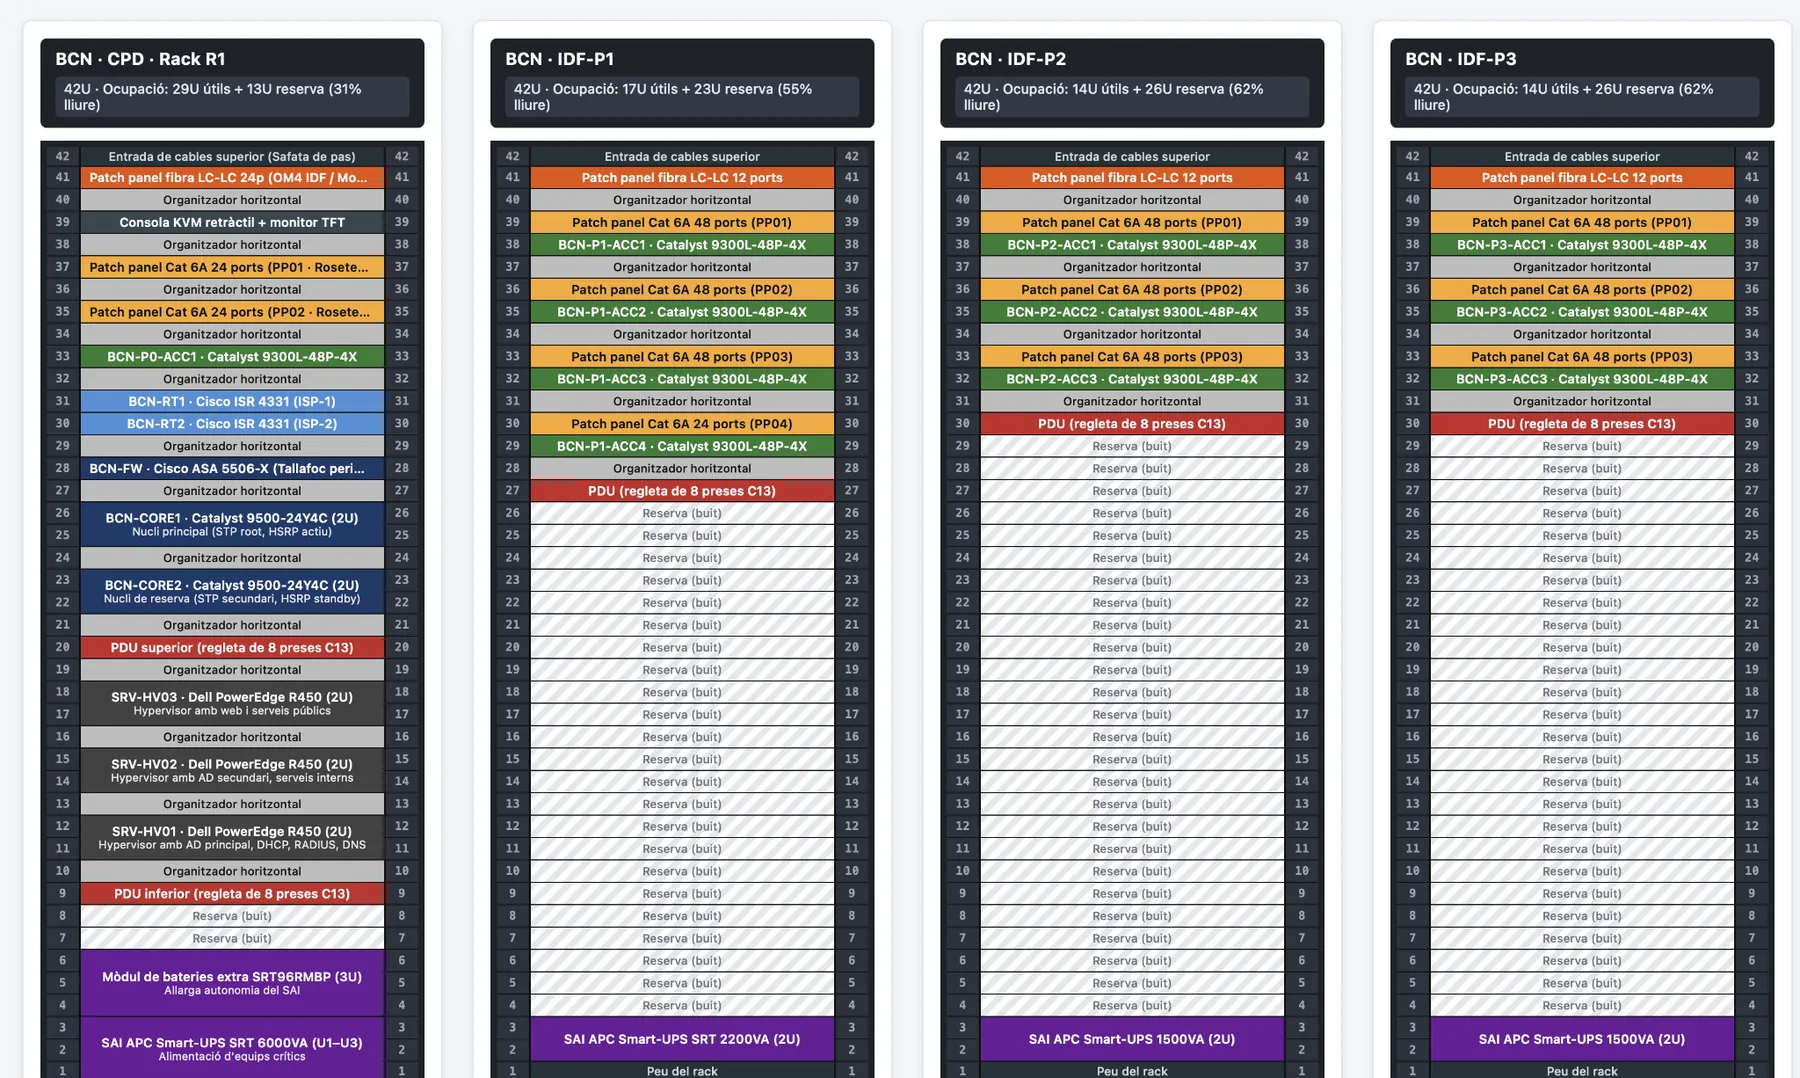 BCN · CPD · Rack R1
42U · Ocupació: 29U útils + 13U reserva (31%
lliure)
42 Entrada de cables superior (Safata de pas) 42
41 Patch panel fibra LC-LC 24p (OM4 IDF / Mo... 41
40 Organitzador horitzontal 40
39 Consola KVM retràctil + monitor TFT 39
38 Organitzador horitzontal 38
37 Patch panel Cat 6A 24 ports (PP01 · Rosete... 37
36 Organitzador horitzontal 36
35 Patch panel Cat 6A 24 ports (PP02 · Rosete... 35
34 Organitzador horitzontal 34
33 BCN-P0-ACC1 · Catalyst 9300L-48P-4X 33
32 Organitzador horitzontal 32
31 BCN-RT1 · Cisco ISR 4331 (ISP-1) 31
30 BCN-RT2 · Cisco ISR 4331 (ISP-2) 30
29 Organitzador horitzontal 29
28 BCN-FW · Cisco ASA 5506-X (Tallafoc peri... 28
27 Organitzador horitzontal 27
26 BCN-CORE1 · Catalyst 9500-24Y4C (2U) 26
25 Nucli principal (STP root, HSRP actiu) 25
24 Organitzador horitzontal 24
23 BCN-CORE2 · Catalyst 9500-24Y4C (2U) 23
22 Nucli de reserva (STP secundari, HSRP standby) 22
21 Organitzador horitzontal 21
20 PDU superior (regleta de 8 preses C13) 20
19 Organitzador horitzontal 19
18 SRV-HV03 · Dell PowerEdge R450 (2U) 18
17 Hypervisor amb web i serveis públics 17
16 Organitzador horitzontal 16
15 SRV-HV02 · Dell PowerEdge R450 (2U) 15
14 Hypervisor amb AD secundari, serveis interns 14
13 Organitzador horitzontal 13
12 SRV-HV01 · Dell PowerEdge R450 (2U) 12
11 Hypervisor amb AD principal, DHCP, RADIUS, DNS 11
10 Organitzador horitzontal 10
9 PDU inferior (regleta de 8 preses C13) 9
8 Reserva (buit) 8
7 Reserva (buit) 7
6 6
5 Mòdul de bateries extra SRT96RMBP (3U) 5
Allarga autonomia del SAI
4 4
3 3
2 SAI APC Smart-UPS SRT 6000VA (U1–U3) 2
Alimentació d'equips crítics
1 1
BCN · IDF-P1
42U · Ocupació: 17U útils + 23U reserva (55%
lliure)
42 Entrada de cables superior 42
41 Patch panel fibra LC-LC 12 ports 41
40 Organitzador horitzontal 40
39 Patch panel Cat 6A 48 ports (PP01) 39
38 BCN-P1-ACC1 · Catalyst 9300L-48P-4X 38
37 Organitzador horitzontal 37
36 Patch panel Cat 6A 48 ports (PP02) 36
35 BCN-P1-ACC2 · Catalyst 9300L-48P-4X 35
34 Organitzador horitzontal 34
33 Patch panel Cat 6A 48 ports (PP03) 33
32 BCN-P1-ACC3 · Catalyst 9300L-48P-4X 32
31 Organitzador horitzontal 31
30 Patch panel Cat 6A 24 ports (PP04) 30
29 BCN-P1-ACC4 · Catalyst 9300L-48P-4X 29
28 Organitzador horitzontal 28
27 PDU (regleta de 8 preses C13) 27
26 Reserva (buit) 26
25 Reserva (buit) 25
24 Reserva (buit) 24
23 Reserva (buit) 23
22 Reserva (buit) 22
21 Reserva (buit) 21
20 Reserva (buit) 20
19 Reserva (buit) 19
18 Reserva (buit) 18
17 Reserva (buit) 17
16 Reserva (buit) 16
15 Reserva (buit) 15
14 Reserva (buit) 14
13 Reserva (buit) 13
12 Reserva (buit) 12
11 Reserva (buit) 11
10 Reserva (buit) 10
9 Reserva (buit) 9
8 Reserva (buit) 8
7 Reserva (buit) 7
6 Reserva (buit) 6
5 Reserva (buit) 5
4 Reserva (buit) 4
3 3
SAI APC Smart-UPS SRT 2200VA (2U)
2 2
1 Peu del rack 1
BCN · IDF-P2
42U · Ocupació: 14U útils + 26U reserva (62%
lliure)
42 Entrada de cables superior 42
41 Patch panel fibra LC-LC 12 ports 41
40 Organitzador horitzontal 40
39 Patch panel Cat 6A 48 ports (PP01) 39
38 BCN-P2-ACC1 · Catalyst 9300L-48P-4X 38
37 Organitzador horitzontal 37
36 Patch panel Cat 6A 48 ports (PP02) 36
35 BCN-P2-ACC2 · Catalyst 9300L-48P-4X 35
34 Organitzador horitzontal 34
33 Patch panel Cat 6A 48 ports (PP03) 33
32 BCN-P2-ACC3 · Catalyst 9300L-48P-4X 32
31 Organitzador horitzontal 31
30 PDU (regleta de 8 preses C13) 30
29 Reserva (buit) 29
28 Reserva (buit) 28
27 Reserva (buit) 27
26 Reserva (buit) 26
25 Reserva (buit) 25
24 Reserva (buit) 24
23 Reserva (buit) 23
22 Reserva (buit) 22
21 Reserva (buit) 21
20 Reserva (buit) 20
19 Reserva (buit) 19
18 Reserva (buit) 18
17 Reserva (buit) 17
16 Reserva (buit) 16
15 Reserva (buit) 15
14 Reserva (buit) 14
13 Reserva (buit) 13
12 Reserva (buit) 12
11 Reserva (buit) 11
10 Reserva (buit) 10
9 Reserva (buit) 9
8 Reserva (buit) 8
7 Reserva (buit) 7
6 Reserva (buit) 6
5 Reserva (buit) 5
4 Reserva (buit) 4
3 3
SAI APC Smart-UPS 1500VA (2U)
2 2
1 Peu del rack 1
BCN · IDF-P3
42U · Ocupació: 14U útils + 26U reserva (62%
lliure)
42 Entrada de cables superior 42
41 Patch panel fibra LC-LC 12 ports 41
40 Organitzador horitzontal 40
39 Patch panel Cat 6A 48 ports (PP01) 39
38 BCN-P3-ACC1 · Catalyst 9300L-48P-4X 38
37 Organitzador horitzontal 37
36 Patch panel Cat 6A 48 ports (PP02) 36
35 BCN-P3-ACC2 · Catalyst 9300L-48P-4X 35
34 Organitzador horitzontal 34
33 Patch panel Cat 6A 48 ports (PP03) 33
32 BCN-P3-ACC3 · Catalyst 9300L-48P-4X 32
31 Organitzador horitzontal 31
30 PDU (regleta de 8 preses C13) 30
29 Reserva (buit) 29
28 Reserva (buit) 28
27 Reserva (buit) 27
26 Reserva (buit) 26
25 Reserva (buit) 25
24 Reserva (buit) 24
23 Reserva (buit) 23
22 Reserva (buit) 22
21 Reserva (buit) 21
20 Reserva (buit) 20
19 Reserva (buit) 19
18 Reserva (buit) 18
17 Reserva (buit) 17
16 Reserva (buit) 16
15 Reserva (buit) 15
14 Reserva (buit) 14
13 Reserva (buit) 13
12 Reserva (buit) 12
11 Reserva (buit) 11
10 Reserva (buit) 10
9 Reserva (buit) 9
8 Reserva (buit) 8
7 Reserva (buit) 7
6 Reserva (buit) 6
5 Reserva (buit) 5
4 Reserva (buit) 4
3 3
SAI APC Smart-UPS 1500VA (2U)
2 2
1 Peu del rack 1